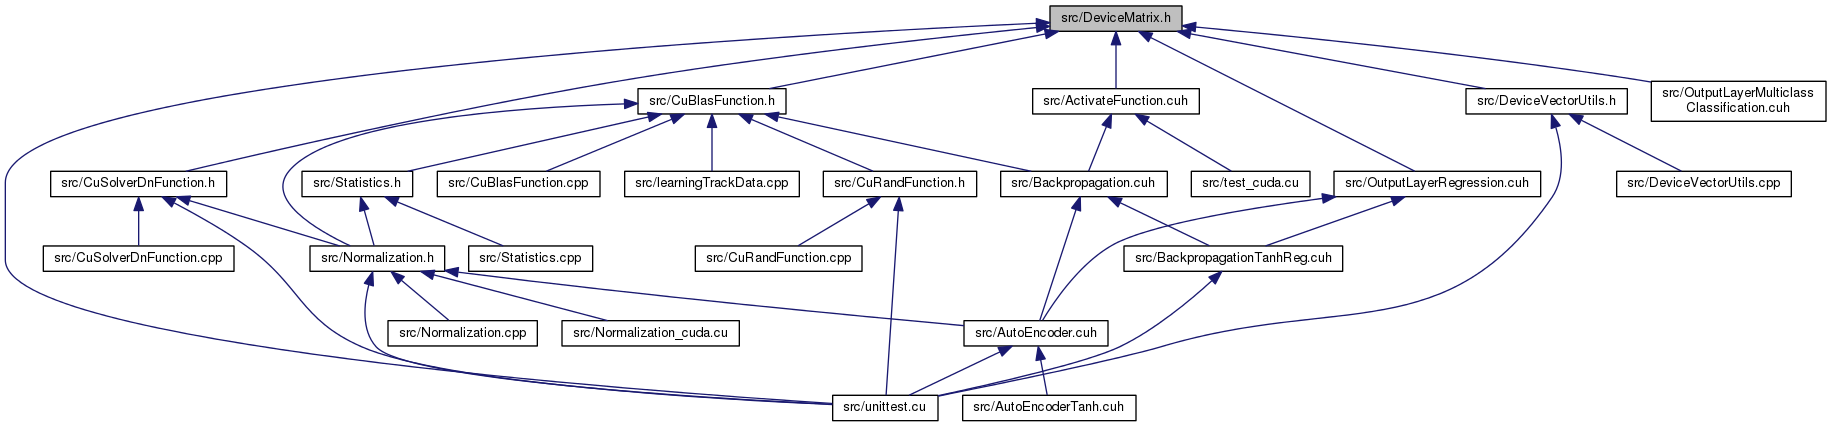 src/DeviceMatrix.h
src/CuBlasFunction.h
src/ActivateFunction.cuh
src/DeviceVectorUtils.h
src/OutputLayerMulticlass
Classification.cuh
src/CuSolverDnFunction.h
src/Statistics.h
src/CuBlasFunction.cpp
src/learningTrackData.cpp
src/CuRandFunction.h
src/Backpropagation.cuh
src/test_cuda.cu
src/OutputLayerRegression.cuh
src/DeviceVectorUtils.cpp
src/CuSolverDnFunction.cpp
src/Normalization.h
src/Statistics.cpp
src/CuRandFunction.cpp
src/BackpropagationTanhReg.cuh
src/Normalization.cpp
src/Normalization_cuda.cu
src/AutoEncoder.cuh
src/unittest.cu
src/AutoEncoderTanh.cuh